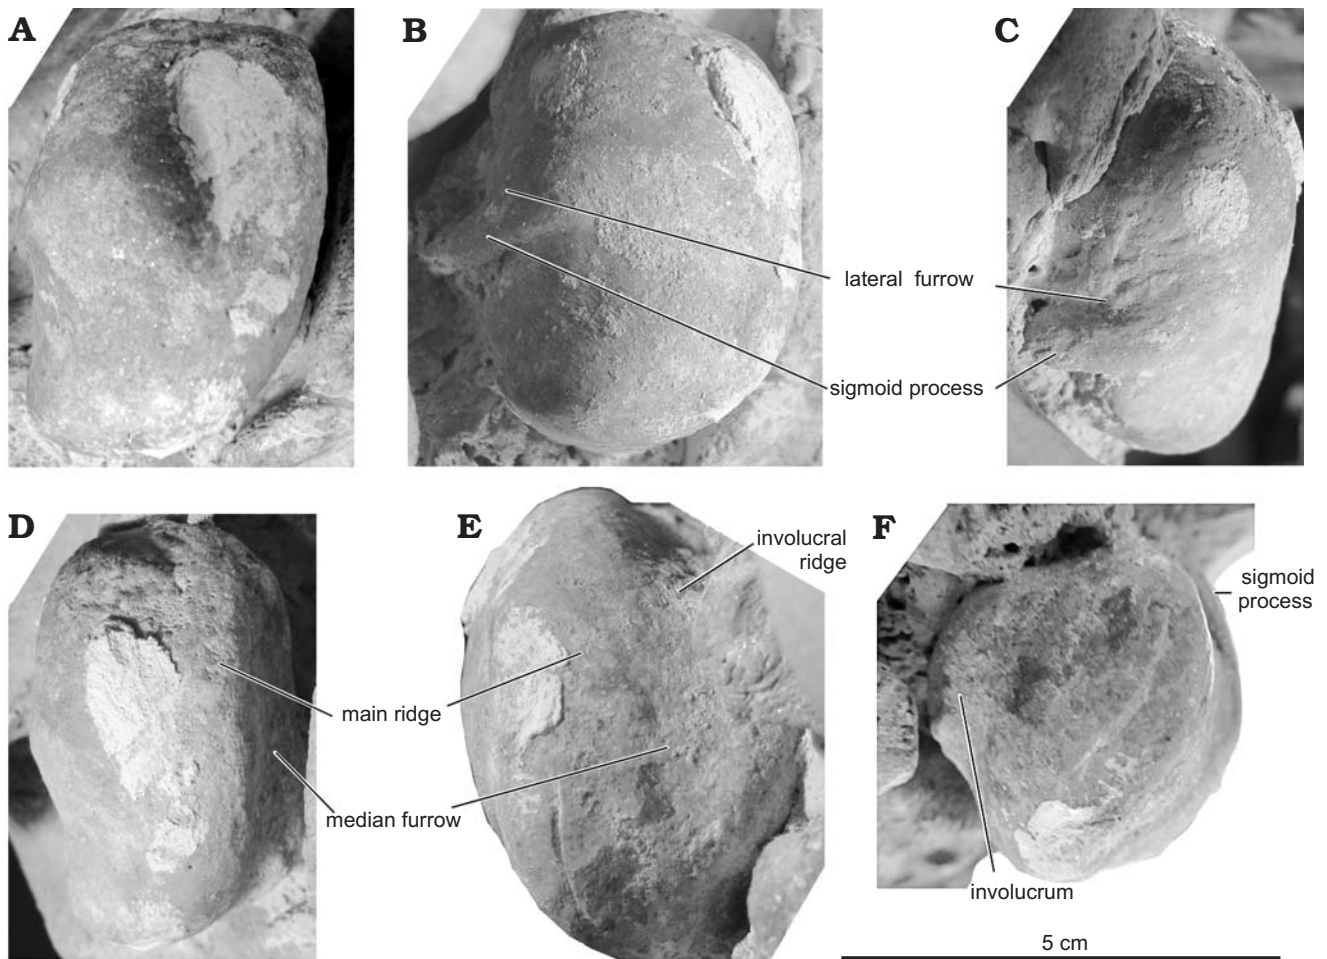 A
B
C
lateral furrow
sigmoid process
D
E
F
involucral
ridge
sigmoid
process
main ridge
median furrow
involucrum
5 cm